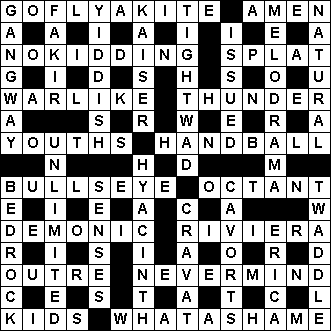 GOFLYAKITE AMEN
A A I A I I E A
NOKIDDING SPLAT
G I D S H S O U
WARLIKE THUNDER
A S R W E R A
YOUTHS HANDBALL
N H D M
BULLSEYE OCTANT
E I E A C A W
DEMONIC RIVIERA
R I S I A O R D
OUTRE NEVERMIND
C E S T A T C L
KIDS WHATASHAME